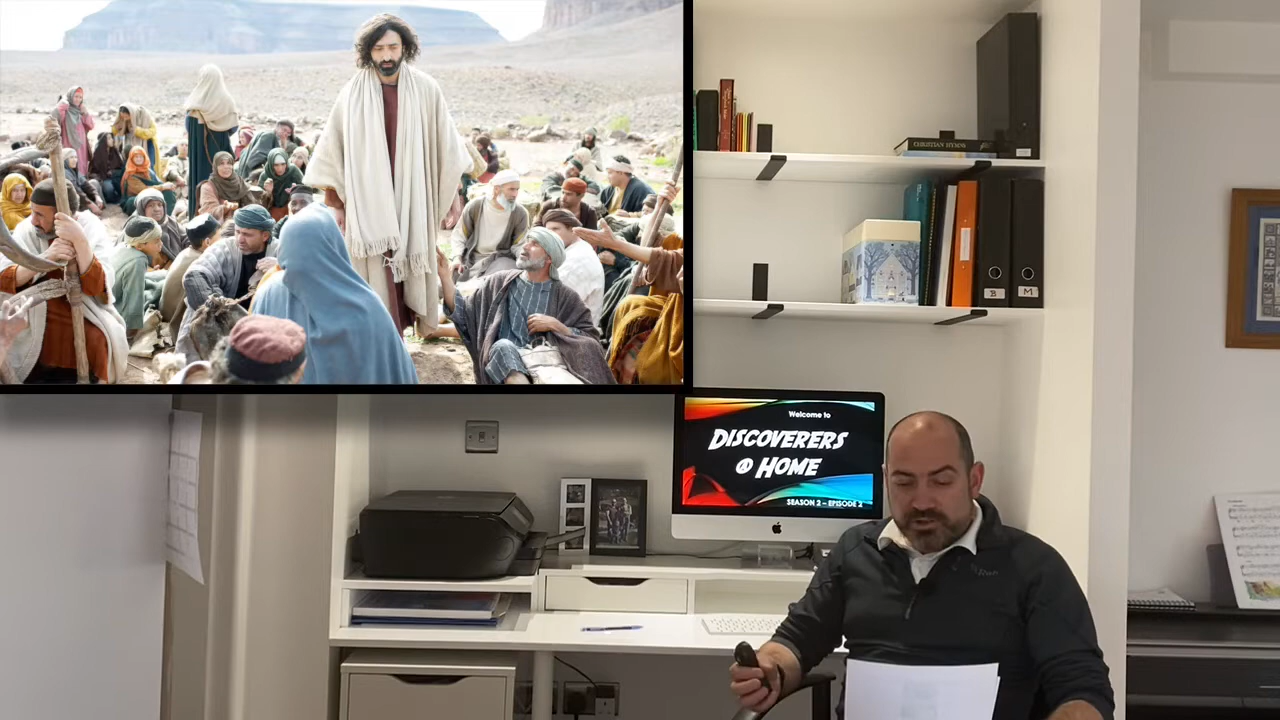 CHRISTIAN HYMNS
B
M
Welcome to
DISCOVERERS
@ HOME
SEASON 2 – EPISODE 2